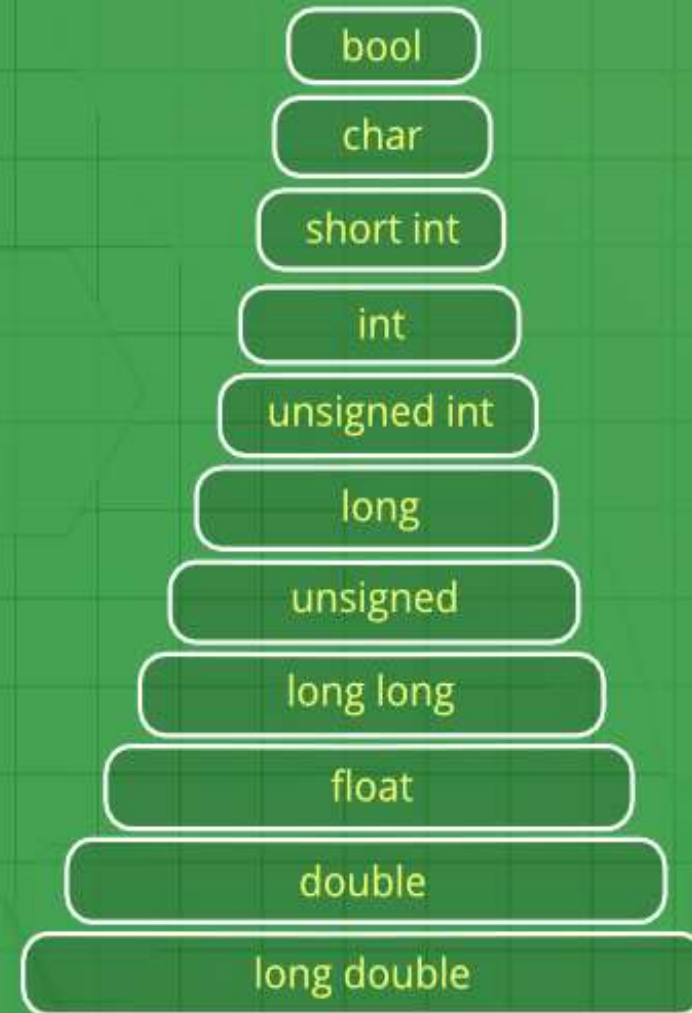 bool
char
short int
int
unsigned int
long
unsigned
long long
float
double
long double